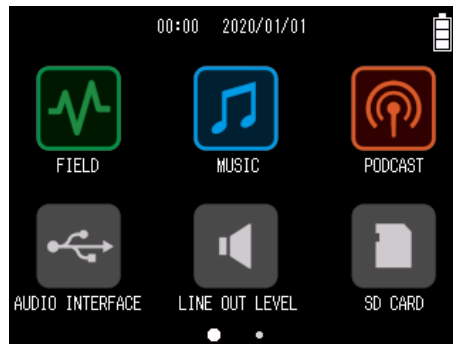 00:00 2020/01/01
FIELD MUSIC PODCAST
AUDIO INTERFACE LINE OUT LEVEL SD CARD